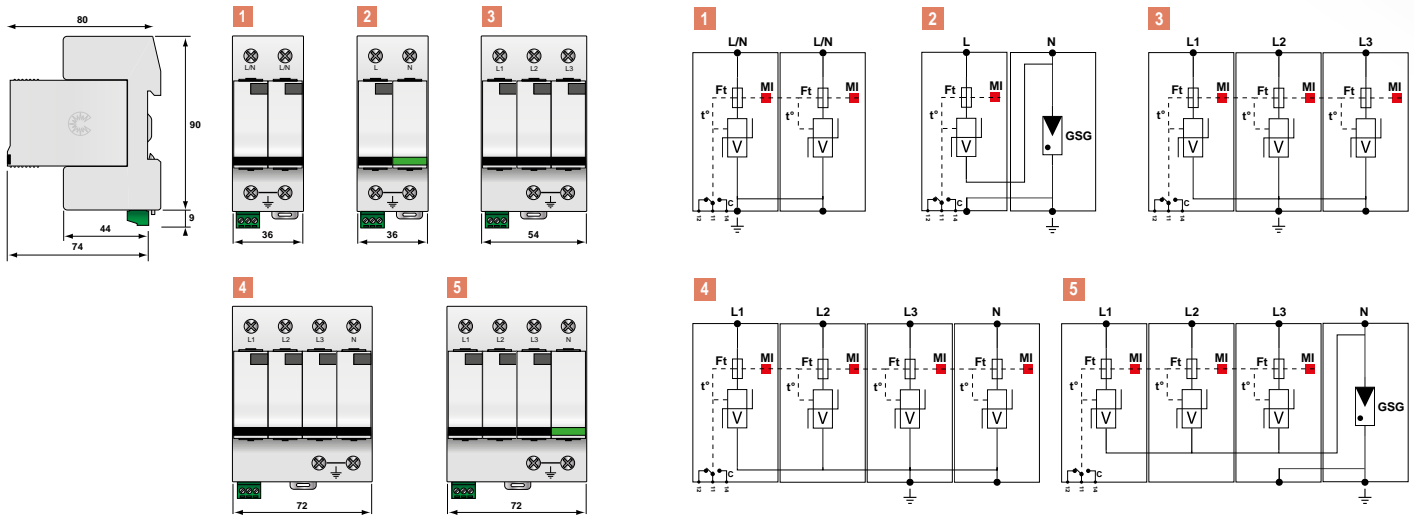 80
90
9
44
74
1
L/N L/N
36
2
L N
36
3
L1 L2 L3
54
4
L1 L2 L3 N
72
5
L1 L2 L3 N
72
1
L/N L/N
Ft MI Ft MI
t° t°
V V
C
12 11 14
2
L N
Ft MI
t°
V
GSG
C
12 11 14
3
L1 L2 L3
Ft MI Ft MI Ft MI
t° t° t°
V V V
C
12 11 14
4
L1 L2 L3 N
Ft MI Ft MI Ft MI Ft MI
t° t° t° t°
V V V V
C
12 11 14
5
L1 L2 L3 N
Ft MI Ft MI Ft MI
t° t° t°
V V V
GSG
C
12 11 14